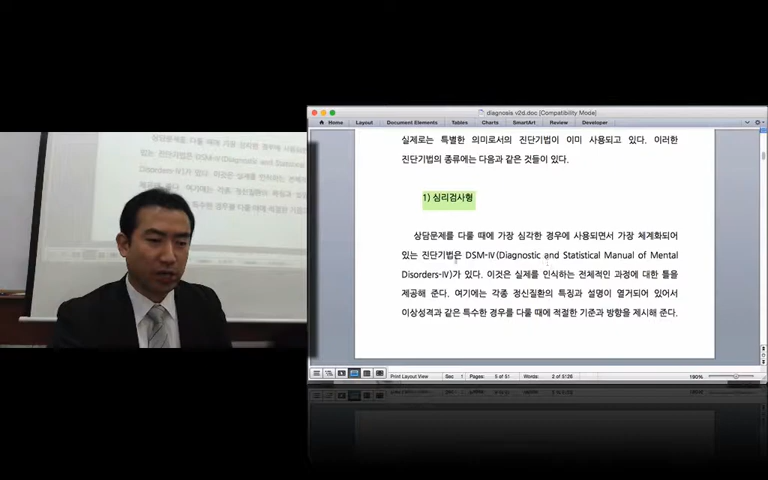 diagnosis v2d.doc [Compatibility Mode]
Home Layout Document Elements Tables Charts SmartArt Review Developer
실제로는 특별한 의미로서의 진단기법이 이미 사용되고 있다. 이러한
진단기법의 종류에는 다음과 같은 것들이 있다.
1) 심리검사형
상담문제를 다룰 때에 가장 심각한 경우에 사용되면서 가장 체계화되어
있는 진단기법은 DSM-IV(Diagnostic and Statistical Manual of Mental
Disorders-IV)가 있다. 이것은 실제를 인식하는 전체적인 과정에 대한 틀을
제공해 준다. 여기에는 각종 정신질환의 특징과 설명이 열거되어 있어서
이상성격과 같은 특수한 경우를 다룰 때에 적절한 기준과 방향을 제시해 준다.
Print Layout View Sec 1 Pages: 5 of 51 Words: 2 of 5126 190%